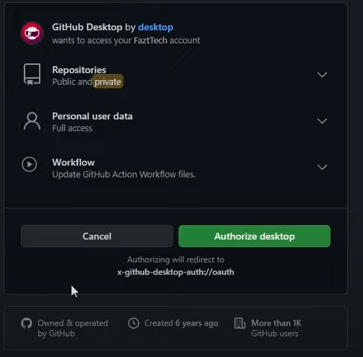 GitHub Desktop by desktop
wants to access your FaztTech account
Repositories
Public and private
Personal user data
Full access
Workflow
Update GitHub Action Workflow files.
Cancel
Authorize desktop
Authorizing will redirect to
x-github-desktop-auth://oauth
Owned & operated
by GitHub
Created 6 years ago
More than 1K
GitHub users